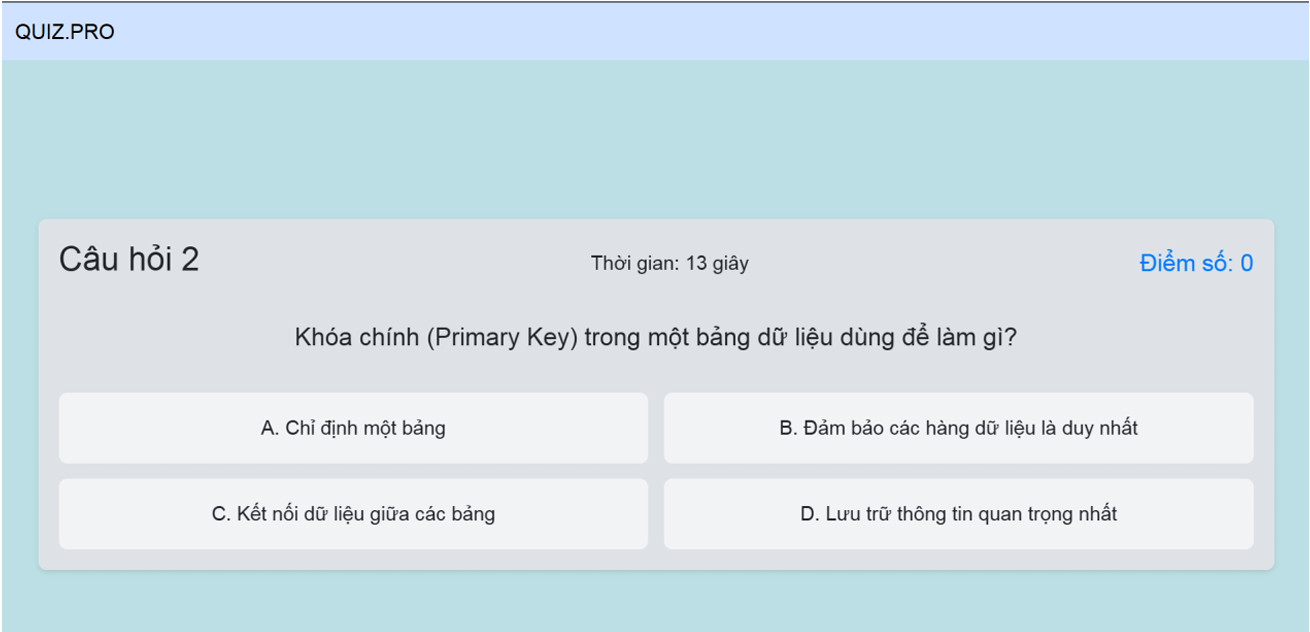 QUIZ.PRO
Câu hỏi 2
Thời gian: 13 giây
Điểm số: 0
Khóa chính (Primary Key) trong một bảng dữ liệu dùng để làm gì?
A. Chỉ định một bảng
B. Đảm bảo các hàng dữ liệu là duy nhất
C. Kết nối dữ liệu giữa các bảng
D. Lưu trữ thông tin quan trọng nhất